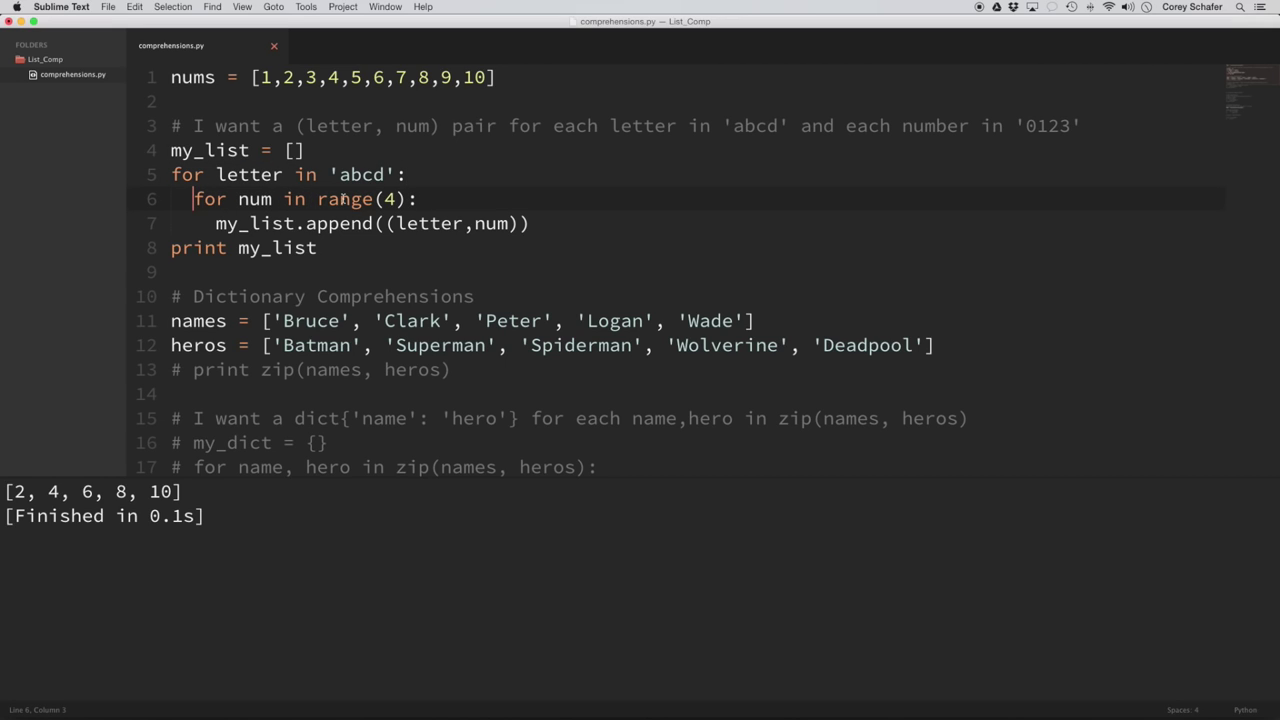 Sublime Text File Edit Selection Find View Goto Tools Project Window Help Corey Schafer
comprehensions.py — List_Comp
FOLDERS
List_Comp
comprehensions.py
comprehensions.py
1 nums = [1,2,3,4,5,6,7,8,9,10]
2
3 # I want a (letter, num) pair for each letter in 'abcd' and each number in '0123'
4 my_list = []
5 for letter in 'abcd':
6 for num in range(4):
7 my_list.append((letter,num))
8 print my_list
9
10 # Dictionary Comprehensions
11 names = ['Bruce', 'Clark', 'Peter', 'Logan', 'Wade']
12 heros = ['Batman', 'Superman', 'Spiderman', 'Wolverine', 'Deadpool']
13 # print zip(names, heros)
14
15 # I want a dict{'name': 'hero'} for each name,hero in zip(names, heros)
16 # my_dict = {}
17 # for name, hero in zip(names, heros):
[2, 4, 6, 8, 10]
[Finished in 0.1s]
Line 6, Column 3 Spaces: 4 Python